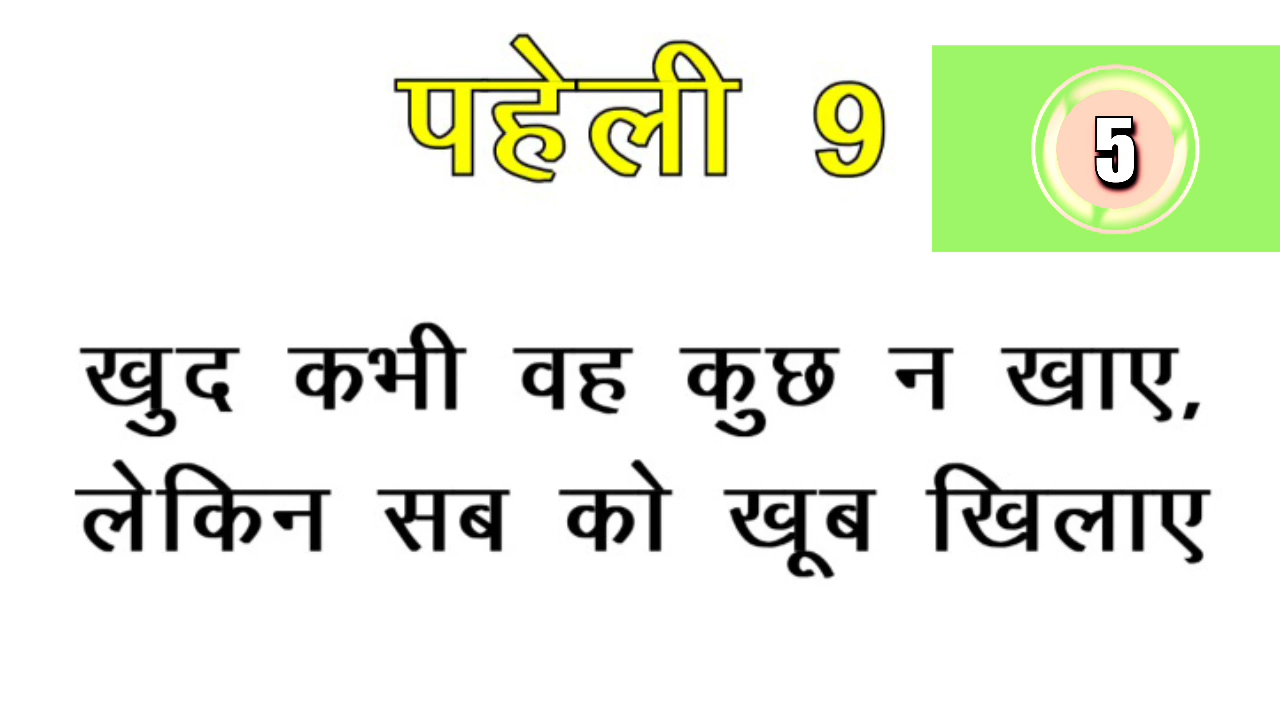 पहेली 9
5
खुद कभी वह कुछ न खाए,
लेकिन सब को खूब खिलाए